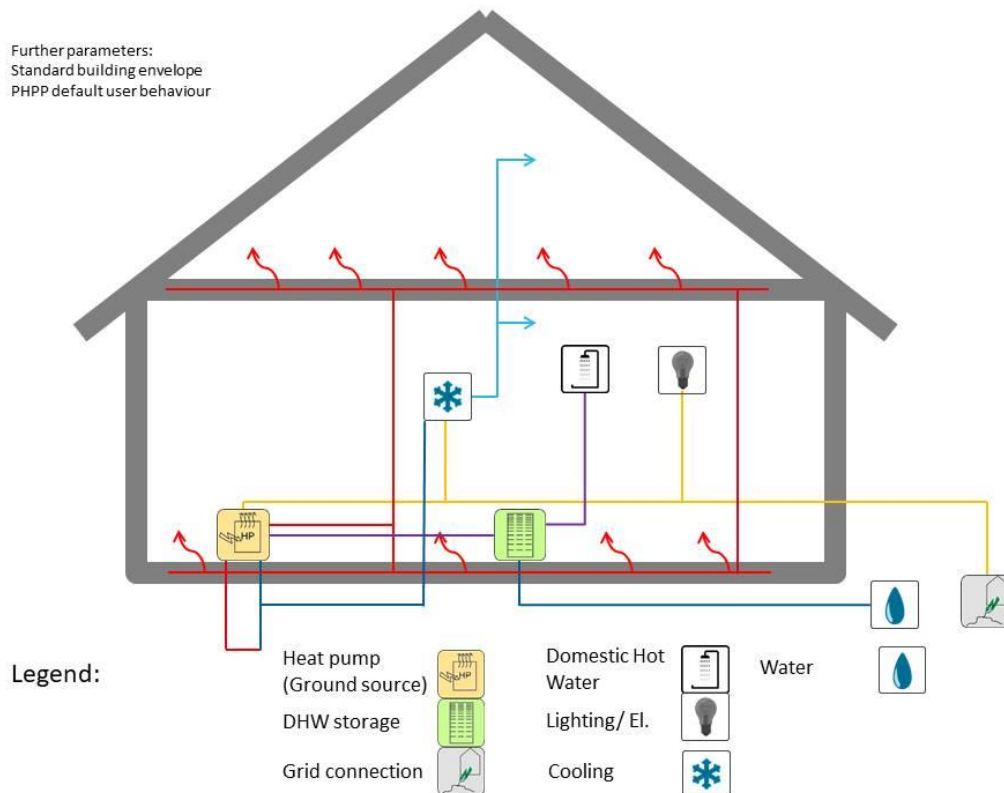 Further parameters:
Standard building envelope
PHPP default user behaviour
HP
Legend:
Heat pump
(Ground source)
HP
Domestic Hot
Water
Water
DHW storage
Lighting/ El.
Grid connection
Cooling